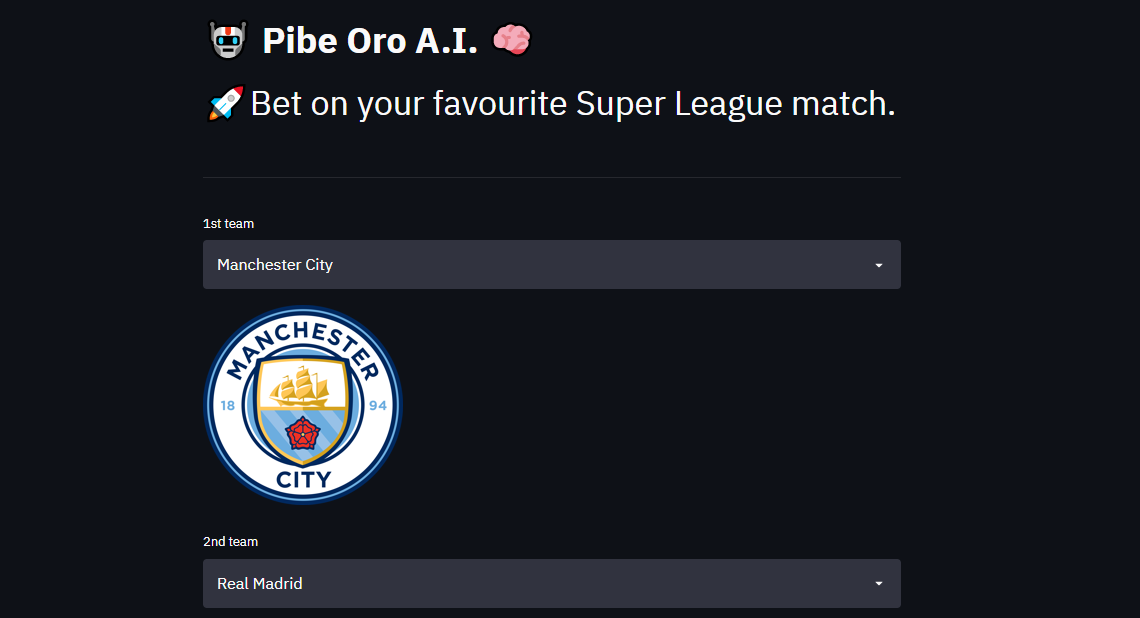 Pibe Oro A.I.
Bet on your favourite Super League match.
1st team
Manchester City
MANCHESTER
18 94
CITY
2nd team
Real Madrid